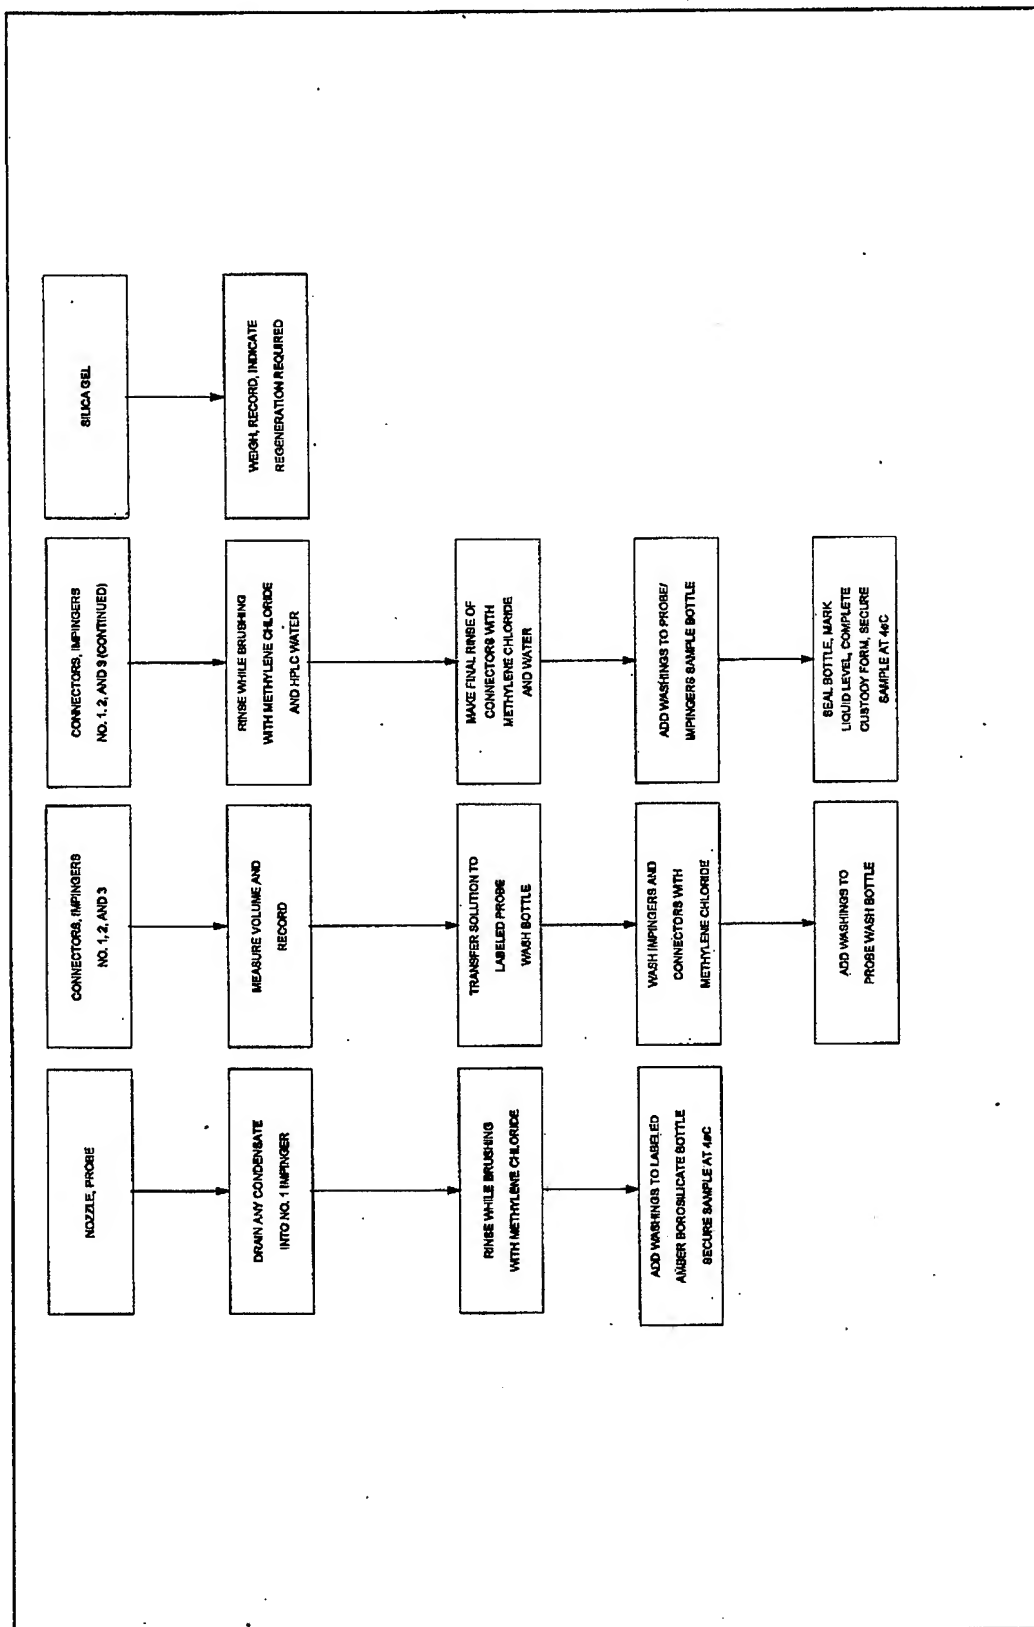 NOZZLE, PROBE
DRAIN ANY CONDENSATE
INTO NO. 1 IMPINGER
RINSE WHILE BRUSHING
WITH METHYLENE CHLORIDE
ADD WASHINGS TO LABELED
AMBER BOROSILICATE BOTTLE
SECURE SAMPLE AT 4øC
CONNECTORS, IMPINGERS
NO. 1, 2, AND 3
MEASURE VOLUME AND
RECORD
TRANSFER SOLUTION TO
LABELED PROBE
WASH BOTTLE
WASH IMPINGERS AND
CONNECTORS WITH
METHYLENE CHLORIDE
ADD WASHINGS TO
PROBE WASH BOTTLE
CONNECTORS, IMPINGERS
NO. 1, 2, AND 3 (CONTINUED)
RINSE WHILE BRUSHING
WITH METHYLENE CHLORIDE
AND HPLC WATER
MAKE FINAL RINSE OF
CONNECTORS WITH
METHYLENE CHLORIDE
AND WATER
ADD WASHINGS TO PROBE/
IMPINGERS SAMPLE BOTTLE
SEAL BOTTLE, MARK
LIQUID LEVEL, COMPLETE
CUSTODY FORM, SECURE
SAMPLE AT 4øC
SILICA GEL
WEIGH, RECORD, INDICATE
REGENERATION REQUIRED